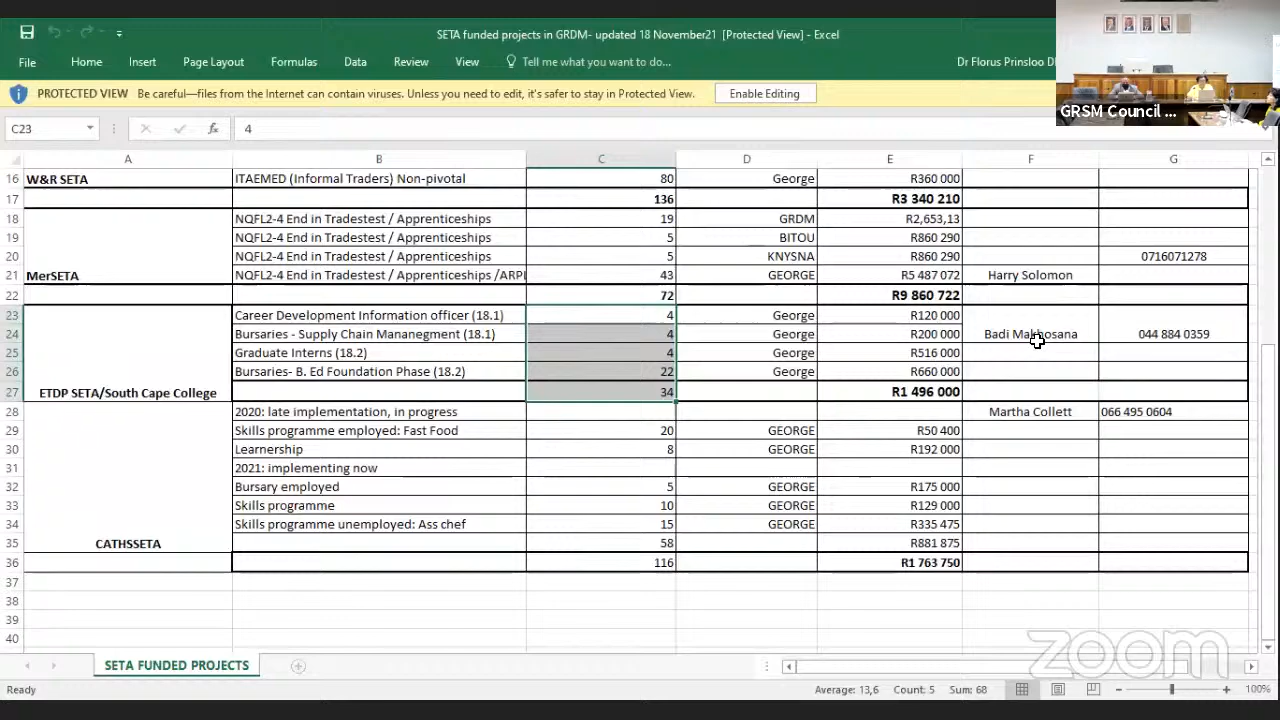 SETA funded projects in GRDM- updated 18 November21 [Protected View] - Excel
File Home Insert Page Layout Formulas Data Review View Tell me what you want to do... Dr Florus Prinsloo
GRSM Council ...
PROTECTED VIEW Be careful—files from the Internet can contain viruses. Unless you need to edit, it's safer to stay in Protected View. Enable Editing
C23 fx 4
A B C D E F G
16 W&R SETA ITAEMED (Informal Traders) Non-pivotal 80 George R360 000
17 136 R3 340 210
18 NQFL2-4 End in Tradestest / Apprenticeships 19 GRDM R2,653,13
19 NQFL2-4 End in Tradestest / Apprenticeships 5 BITOU R860 290
20 NQFL2-4 End in Tradestest / Apprenticeships 5 KNYSNA R860 290 0716071278
21 MerSETA NQFL2-4 End in Tradestest / Apprenticeships /ARPL 43 GEORGE R5 487 072 Harry Solomon
22 72 R9 860 722
23 Career Development Information officer (18.1) 4 George R120 000
24 Bursaries - Supply Chain Mananegment (18.1) 4 George R200 000 Badi 044 884 0359
25 Graduate Interns (18.2) 4 George R516 000
26 Bursaries- B. Ed Foundation Phase (18.2) 22 George R660 000
27 ETDP SETA/South Cape College 34 R1 496 000
28 2020: late implementation, in progress Martha Collett 066 495 0604
29 Skills programme employed: Fast Food 20 GEORGE R50 400
30 Learnership 8 GEORGE R192 000
31 2021: implementing now
32 Bursary employed 5 GEORGE R175 000
33 Skills programme 10 GEORGE R129 000
34 Skills programme unemployed: Ass chef 15 GEORGE R335 475
35 CATHSSETA 58 R881 875
36 116 R1 763 750
37
38
39
40
zoom
SETA FUNDED PROJECTS
Ready Average: 13,6 Count: 5 Sum: 68 100%